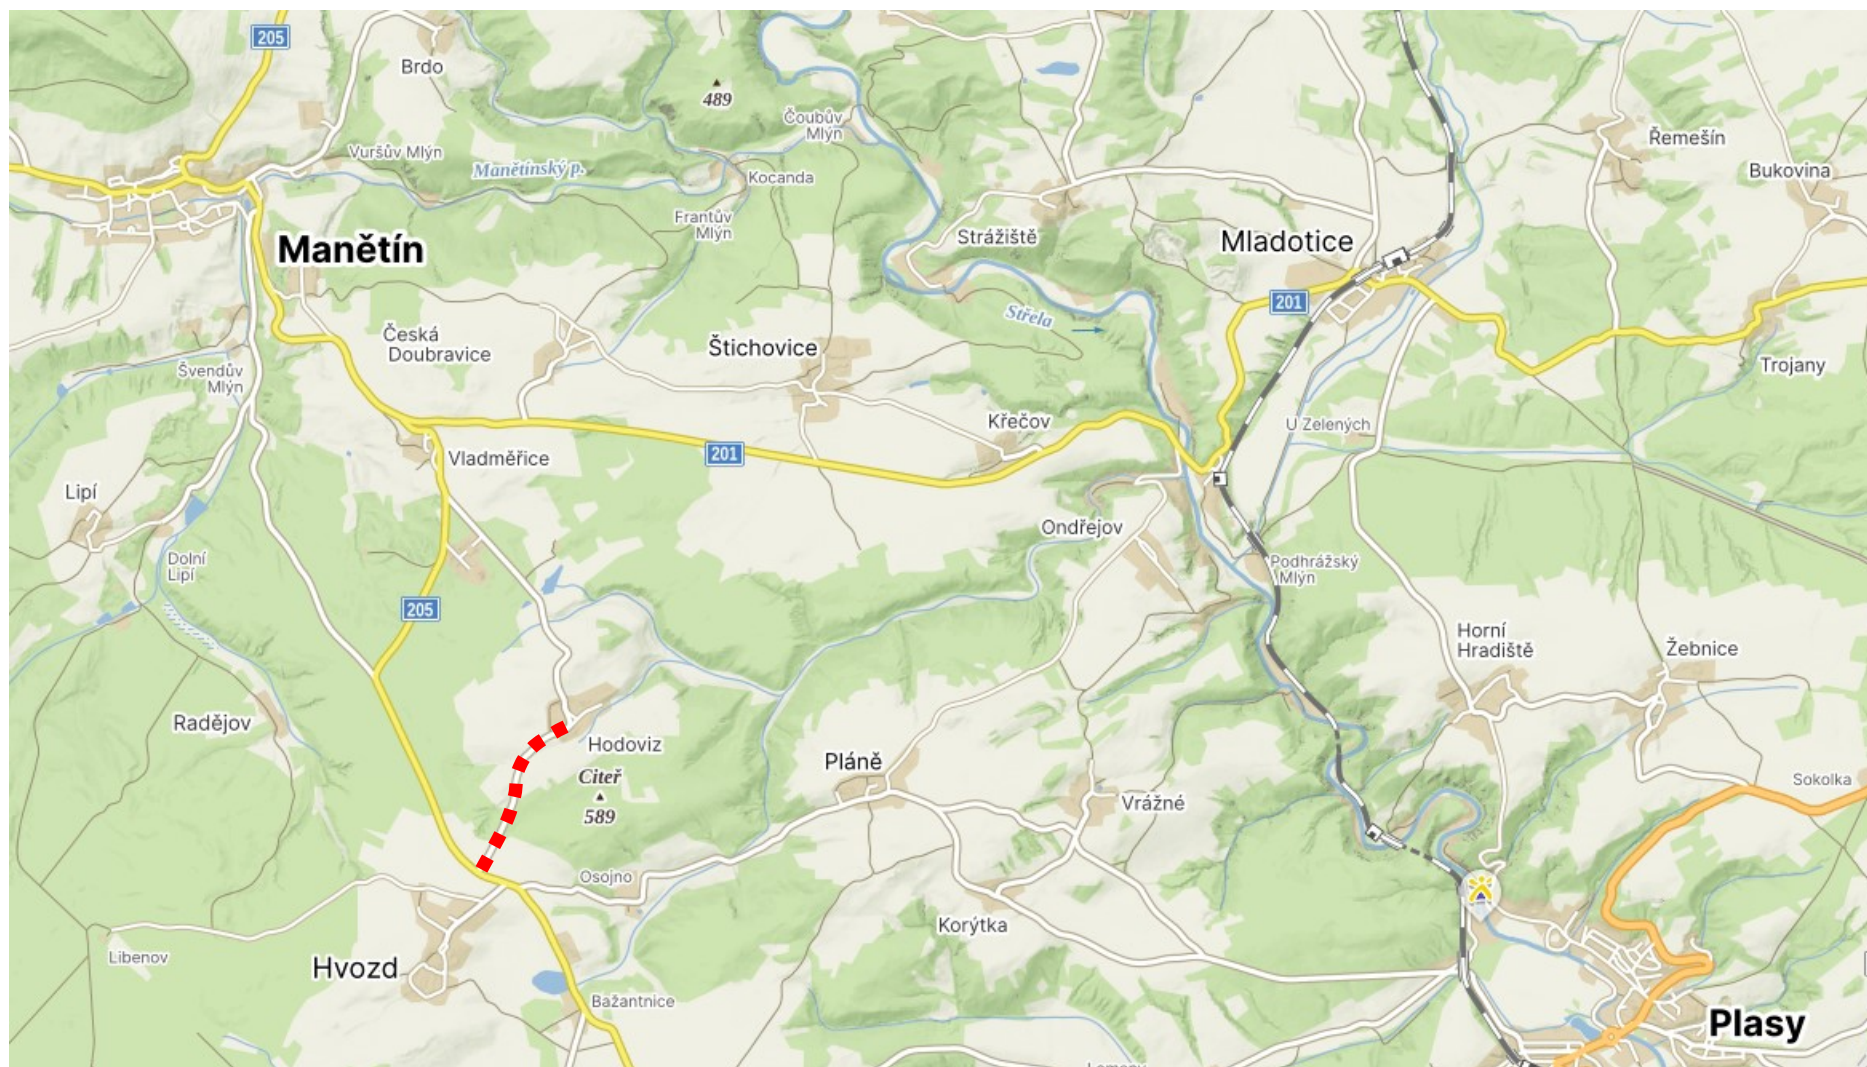 205
Brdo
489
Čoubův
Mlýn
Řemešín
Vuršův Mlýn
Manětínský p.
Kocanda
Bukovina
Frantův
Mlýn
Manětín
Strážiště
Mladotice
201
Střela
Česká
Doubravice
Štichovice
Švendův
Mlýn
Trojany
Křečov
U Zelených
201
Vladměřice
Lipí
Ondřejov
Dolní
Lipí
Podhrážský
Mlýn
205
Horní
Hradiště
Žebnice
Radějov
Hodoviz
Pláně
Citeř
589
Sokolka
Vrážné
Osojno
Korýtka
Libenov
Hvozd
Bažantnice
Plasy